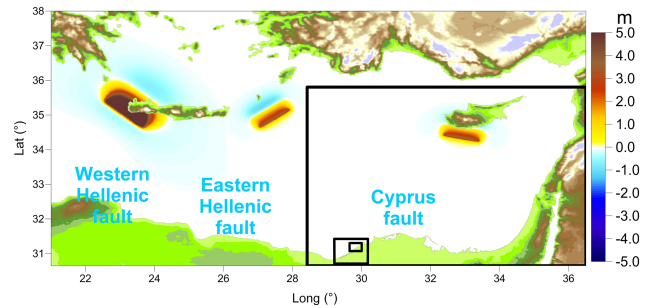 m
38
37
36
35
34
33
32
31
Lat (°)
22
24
26
28
30
32
34
36
Long (°)
Western
Hellenic
fault
Eastern
Hellenic
fault
Cyprus
fault
5.0
4.0
3.0
2.0
1.0
0.0
-1.0
-2.0
-3.0
-4.0
-5.0